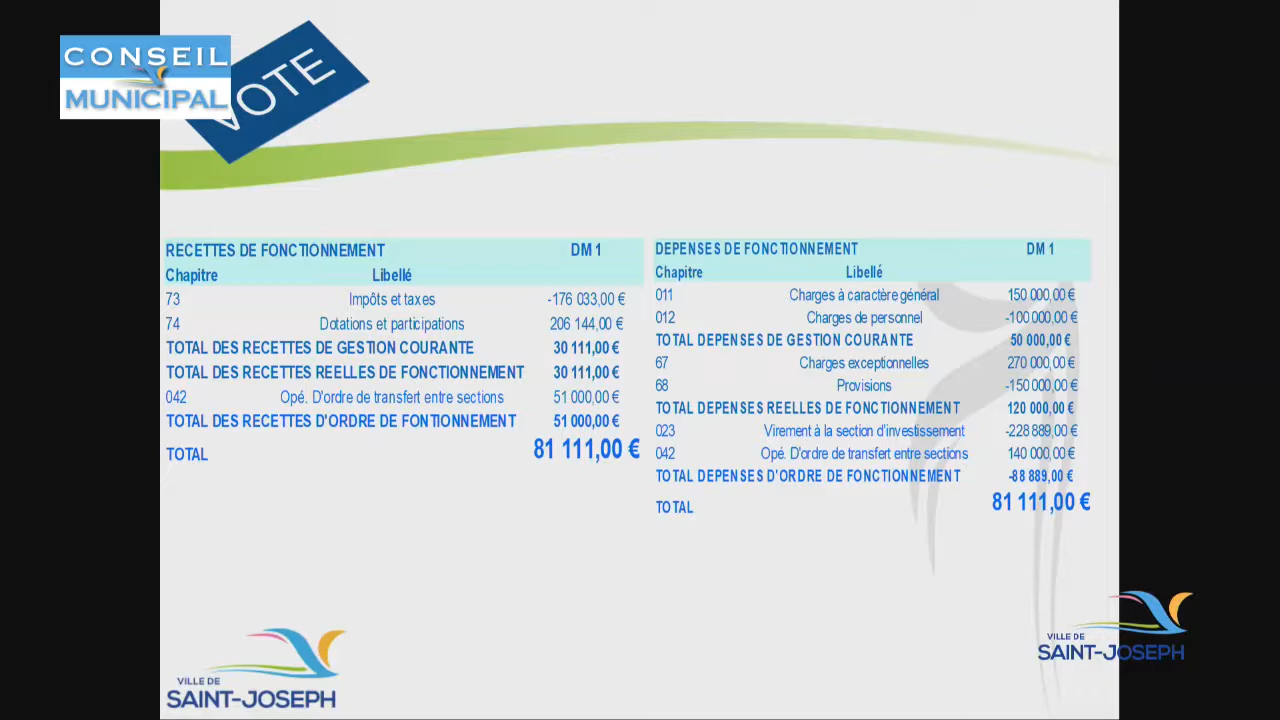 CONSEIL
MUNICIPAL
VOTE
RECETTES DE FONCTIONNEMENT DM 1
Chapitre Libellé
73 Impôts et taxes -176 033,00 €
74 Dotations et participations 206 144,00 €
TOTAL DES RECETTES DE GESTION COURANTE 30 111,00 €
TOTAL DES RECETTES REELLES DE FONCTIONNEMENT 30 111,00 €
042 Opé. D'ordre de transfert entre sections 51 000,00 €
TOTAL DES RECETTES D'ORDRE DE FONTIONNEMENT 51 000,00 €
TOTAL 81 111,00 €
DEPENSES DE FONCTIONNEMENT DM 1
Chapitre Libellé
011 Charges à caractère général 150 000,00 €
012 Charges de personnel -100 000,00 €
TOTAL DEPENSES DE GESTION COURANTE 50 000,00 €
67 Charges exceptionnelles 270 000,00 €
68 Provisions -150 000,00 €
TOTAL DEPENSES REELLES DE FONCTIONNEMENT 120 000,00 €
023 Virement à la section d'investissement -228 889,00 €
042 Opé. D'ordre de transfert entre sections 140 000,00 €
TOTAL DEPENSES D'ORDRE DE FONCTIONNEMENT -88 889,00 €
TOTAL 81 111,00 €
VILLE DE
SAINT-JOSEPH
VILLE DE
SAINT-JOSEPH